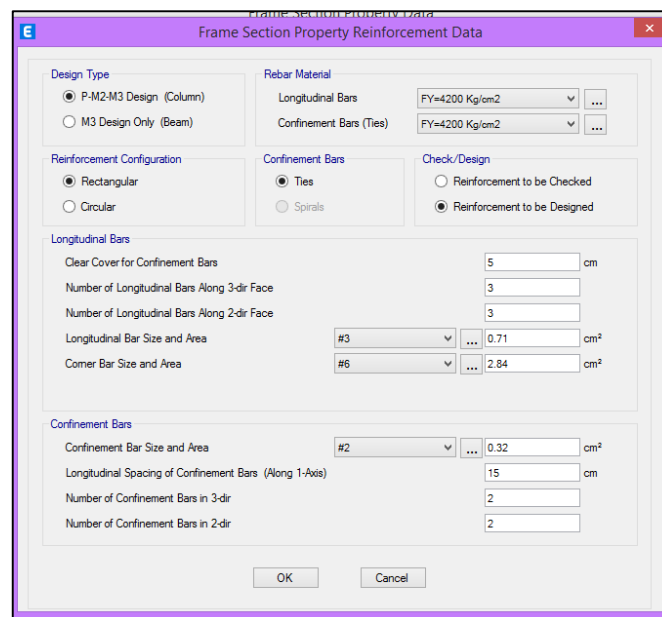 Frame Section Property Data
E
Frame Section Property Reinforcement Data
×
Design Type
P-M2-M3 Design (Column)
M3 Design Only (Beam)
Rebar Material
Longitudinal Bars FY=4200 Kg/cm2 ...
Confinement Bars (Ties) FY=4200 Kg/cm2 ...
Reinforcement Configuration
Rectangular
Circular
Confinement Bars
Ties
Spirals
Check/Design
Reinforcement to be Checked
Reinforcement to be Designed
Longitudinal Bars
Clear Cover for Confinement Bars 5 cm
Number of Longitudinal Bars Along 3-dir Face 3
Number of Longitudinal Bars Along 2-dir Face 3
Longitudinal Bar Size and Area #3 ... 0.71 cm²
Corner Bar Size and Area #6 ... 2.84 cm²
Confinement Bars
Confinement Bar Size and Area #2 ... 0.32 cm²
Longitudinal Spacing of Confinement Bars (Along 1-Axis) 15 cm
Number of Confinement Bars in 3-dir 2
Number of Confinement Bars in 2-dir 2
OK Cancel